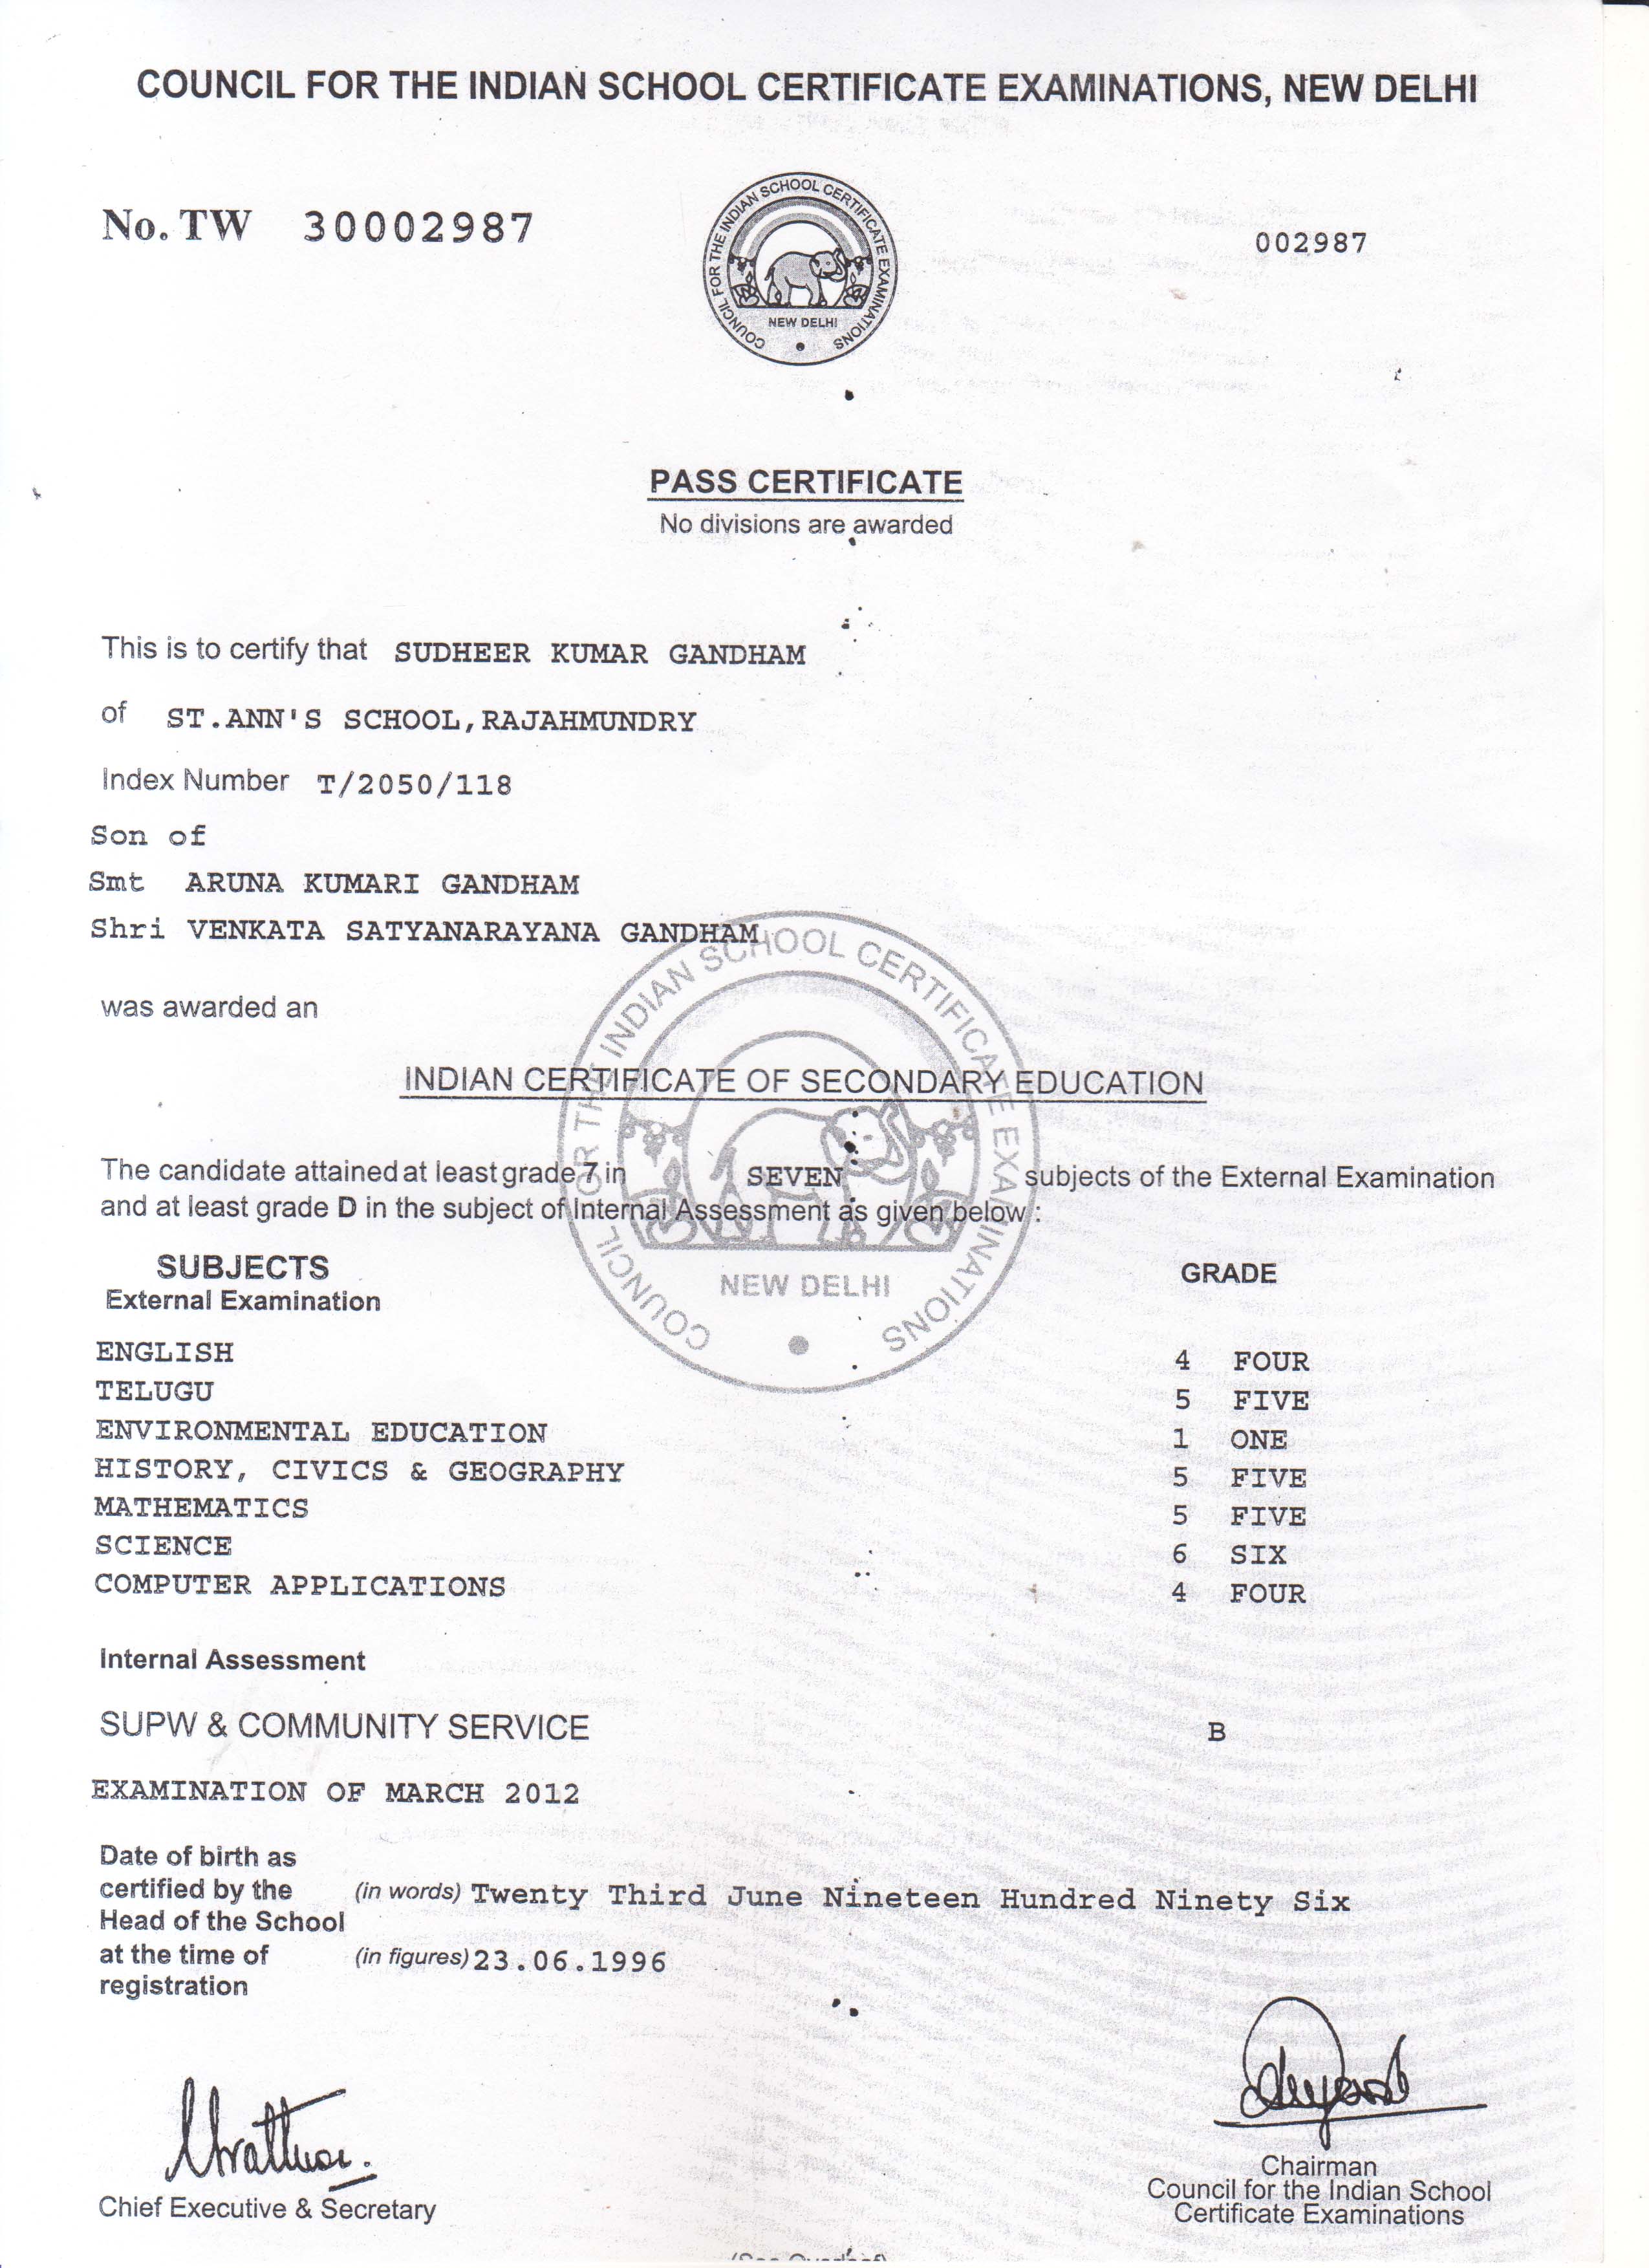 COUNCIL FOR THE INDIAN SCHOOL CERTIFICATE EXAMINATIONS, NEW DELHI
No. TW 30002987
002987
COUNCIL FOR THE INDIAN SCHOOL CERTIFICATE EXAMINATIONS
NEW DELHI
PASS CERTIFICATE
No divisions are awarded
This is to certify that SUDHEER KUMAR GANDHAM
of ST.ANN'S SCHOOL,RAJAHMUNDRY
Index Number T/2050/118
Son of
Smt ARUNA KUMARI GANDHAM
Shri VENKATA SATYANARAYANA GANDHAM
was awarded an
INDIAN CERTIFICATE OF SECONDARY EDUCATION
The candidate attained at least grade 7 in SEVEN subjects of the External Examination
and at least grade D in the subject of Internal Assessment as given below :
COUNCIL FOR THE INDIAN SCHOOL CERTIFICATE EXAMINATIONS
NEW DELHI
SUBJECTS GRADE
External Examination
ENGLISH 4 FOUR
TELUGU 5 FIVE
ENVIRONMENTAL EDUCATION 1 ONE
HISTORY, CIVICS & GEOGRAPHY 5 FIVE
MATHEMATICS 5 FIVE
SCIENCE 6 SIX
COMPUTER APPLICATIONS 4 FOUR
Internal Assessment
SUPW & COMMUNITY SERVICE B
EXAMINATION OF MARCH 2012
Date of birth as
certified by the (in words) Twenty Third June Nineteen Hundred Ninety Six
Head of the School
at the time of (in figures) 23.06.1996
registration
Chief Executive & Secretary
Chairman
Council for the Indian School
Certificate Examinations